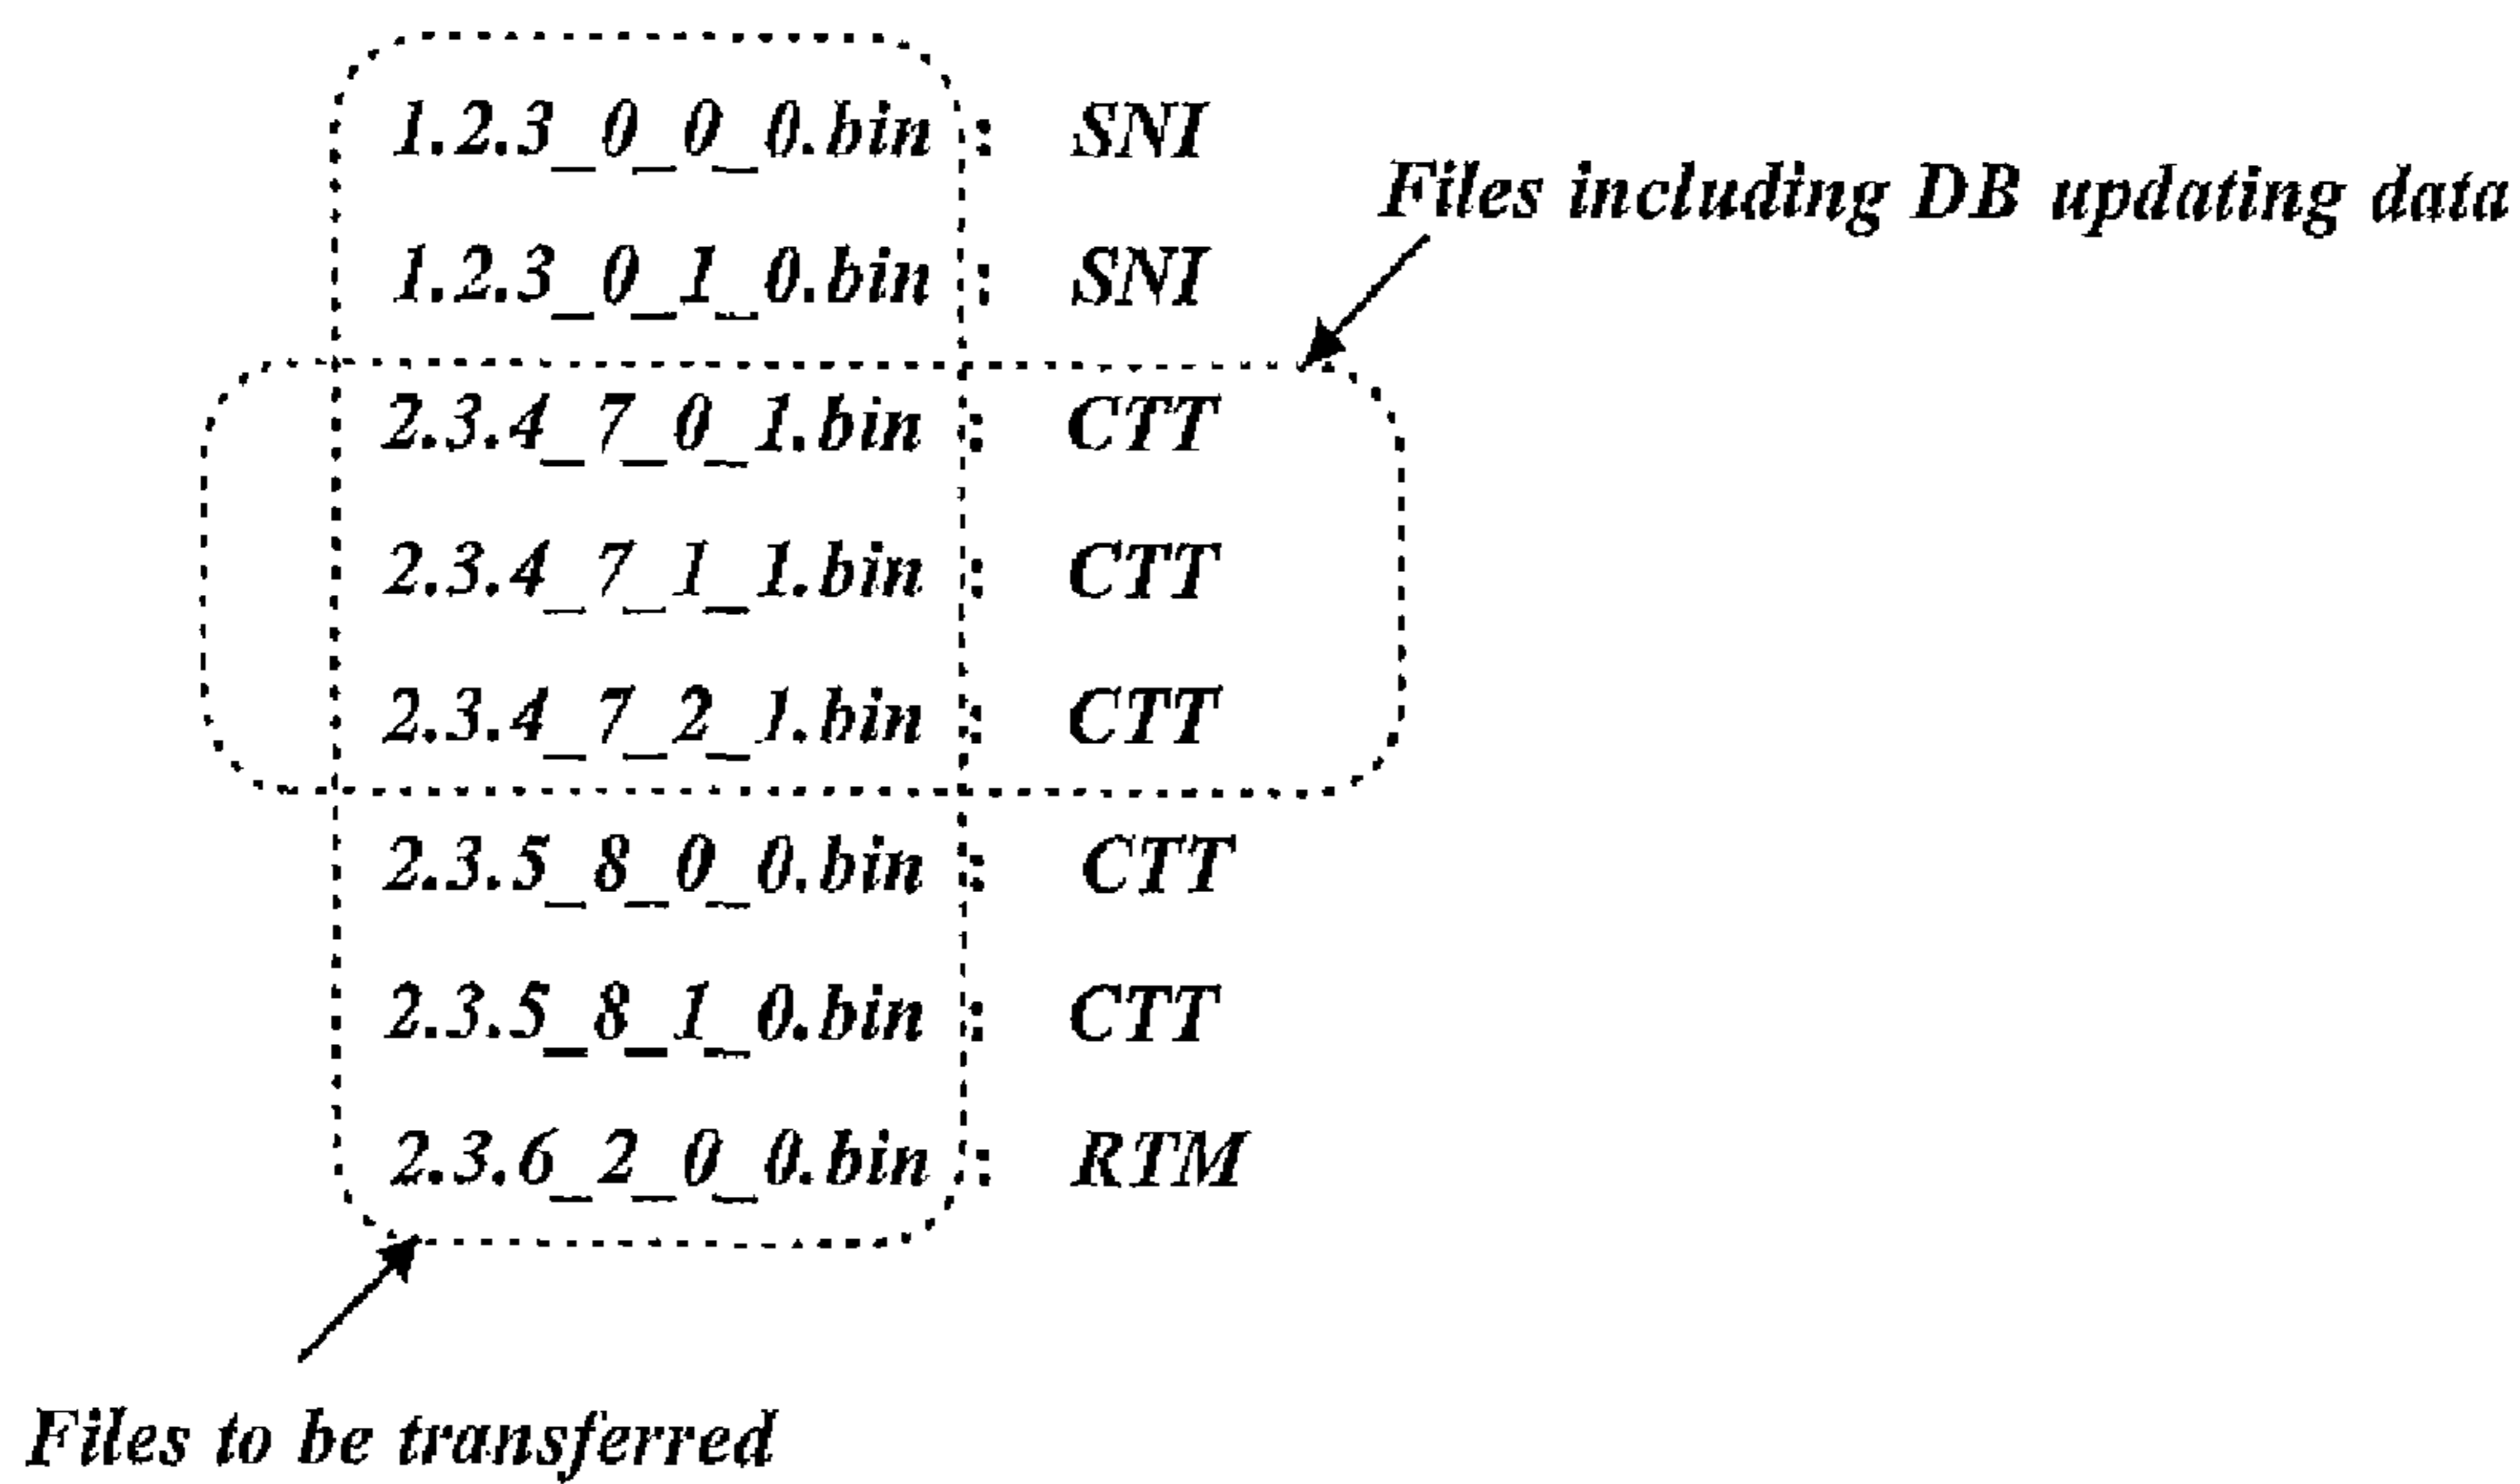 1.2.3_0_0_0.bin : SNI
Files including DB updating data
1.2.3_0_1_0.bin : SNI
2.3.4_7_0_1.bin : CTT
2.3.4_7_1_1.bin : CTT
2.3.4_7_2_1.bin : CTT
2.3.5_8_0_0.bin : CTT
2.3.5_8_1_0.bin : CTT
2.3.6_2_0_0.bin : RTM
Files to be transferred